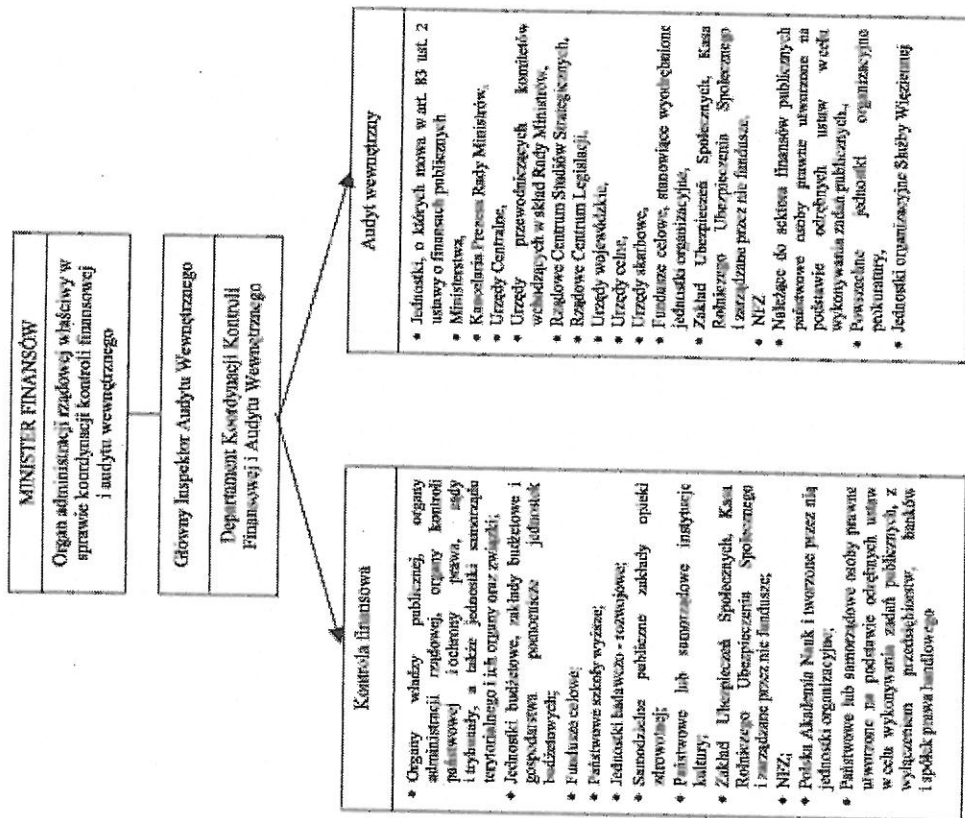 MINISTER FINANSÓW
Organ administracji rządowej właściwy w
sprawie koordynacji kontroli finansowej
i audytu wewnętrznego
Główny Inspektor Audytu Wewnętrznego
Departament Koordynacji Kontroli
Finansowej i Audytu Wewnętrznego
Kontrola finansowa
♦ Organy władzy publicznej, organy
administracji rządowej, organy kontroli
państwowej i ochrony prawa, sądy
i trybunały, a także jednostki samorządu
terytorialnego i ich organy oraz związki;
♦ Jednostki budżetowe, zakłady budżetowe i
gospodarstwa pomocnicze jednostek
budżetowych;
♦ Fundusze celowe;
♦ Państwowe szkoły wyższe;
♦ Jednostki badawczo - rozwojowe;
♦ Samodzielne publiczne zakłady opieki
zdrowotnej;
♦ Państwowe lub samorządowe instytucje
kultury;
♦ Zakład Ubezpieczeń Społecznych, Kasa
Rolniczego Ubezpieczenia Społecznego
i zarządzane przez nie fundusze;
♦ NFZ;
♦ Polska Akademia Nauk i tworzone przez nią
jednostki organizacyjne;
♦ Państwowe lub samorządowe osoby prawne
utworzone na podstawie odrębnych ustaw
w celu wykonywania zadań publicznych, z
wyłączeniem przedsiębiorstw, banków
i spółek prawa handlowego
Audyt wewnętrzny
♦ Jednostki, o których mowa w art. 83 ust. 2
ustawy o finansach publicznych
♦ Ministerstwa,
♦ Kancelaria Prezesa Rady Ministrów,
♦ Urzędy Centralne,
♦ Urzędy przewodniczących komitetów
wchodzących w skład Rady Ministrów,
♦ Rządowe Centrum Studiów Strategicznych,
♦ Rządowe Centrum Legislacji,
♦ Urzędy wojewódzkie,
♦ Urzędy celne,
♦ Urzędy skarbowe,
♦ Fundusze celowe, stanowiące wyodrębnione
jednostki organizacyjne,
♦ Zakład Ubezpieczeń Społecznych, Kasa
Rolniczego Ubezpieczenia Społecznego
i zarządzane przez nie fundusze,
♦ NFZ
♦ Należące do sektora finansów publicznych
państwowe osoby prawne utworzone na
podstawie odrębnych ustaw w celu
wykonywania zadań publicznych,
♦ Powszechne jednostki organizacyjne
prokuratury,
♦ Jednostki organizacyjne Służby Więziennej